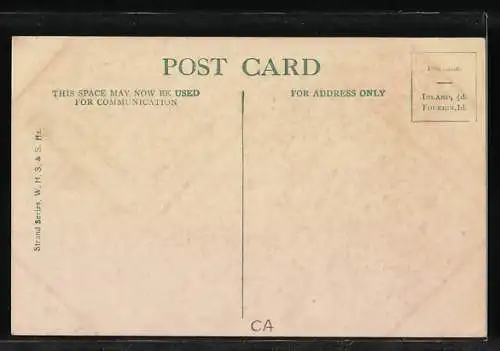 POST CARD
THIS SPACE MAY NOW BE USED
FOR COMMUNICATION
FOR ADDRESS ONLY
INLAND, ½d.
FOREIGN, 1d.
Strand Series, W. H. S. & S.
CA